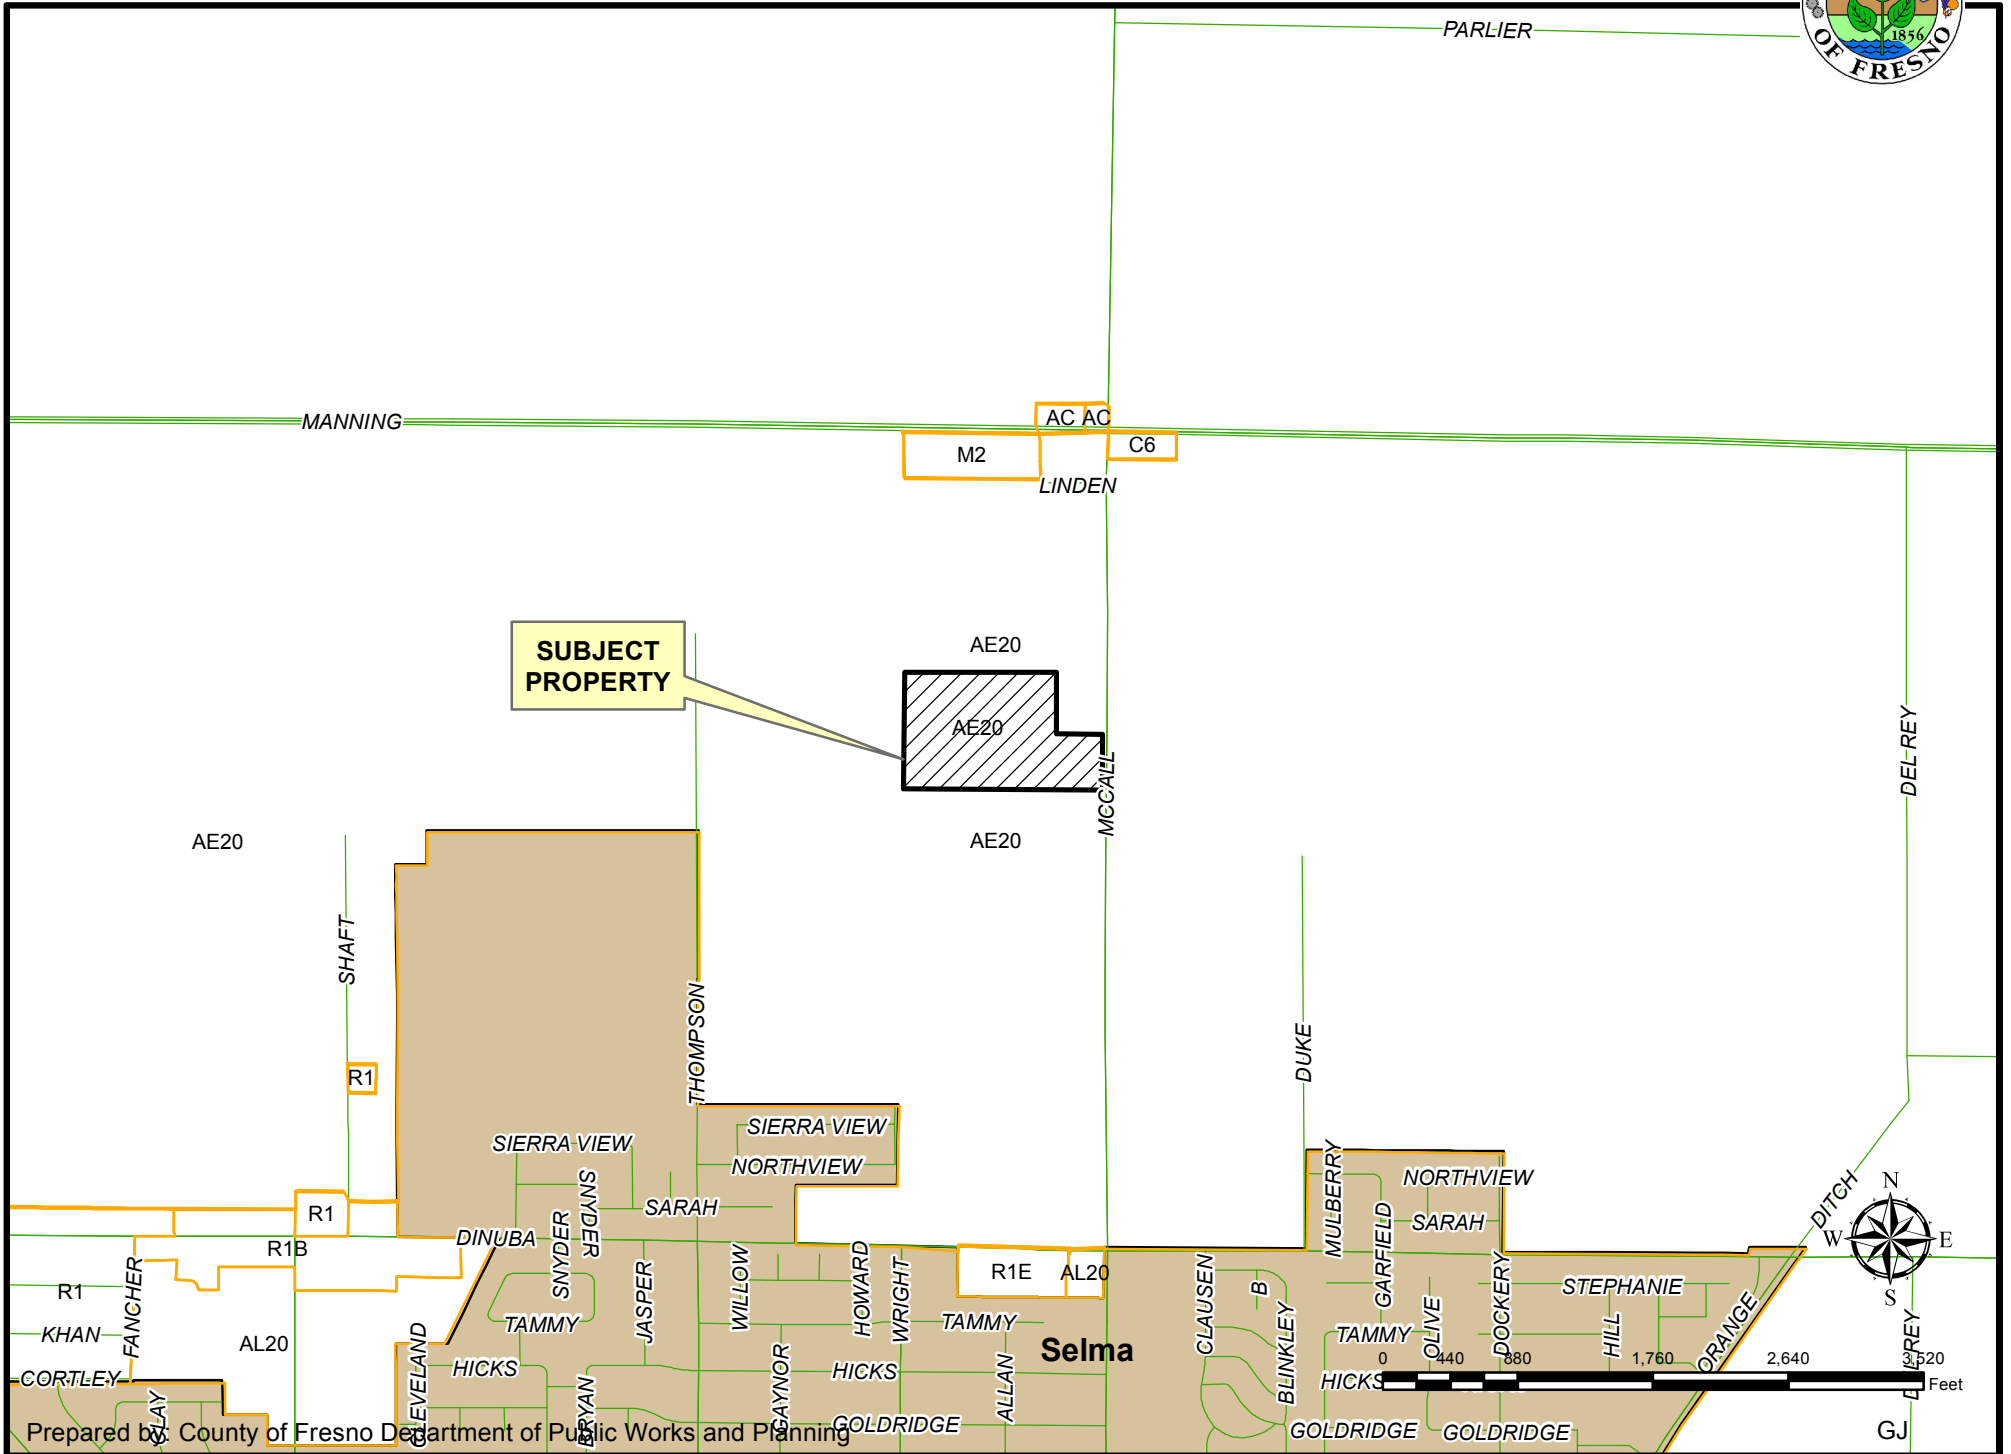 PARLIER
1856
OF FRESNO
MANNING
AC
AC
M2
C6
LINDEN
SUBJECT
PROPERTY
AE20
AE20
MCCALL
DEL REY
AE20
AE20
SHAFT
THOMPSON
DUKE
R1
SIERRA VIEW
SIERRA VIEW
NORTHVIEW
SNYDER
SARAH
MULBERRY
NORTHVIEW
SARAH
GARFIELD
DITCH
N
W
E
S
R1
R1B
DINUBA
SNYDER
JASPER
WILLOW
HOWARD
WRIGHT
R1E
AL20
CLAUSEN
B
BLINKLEY
OLIVE
DOCKERY
STEPHANIE
HILL
ORANGE
DEL REY
R1
FANCHER
KHAN
AL20
CORTLEY
CLEVELAND
TAMMY
HICKS
TAMMY
Selma
TAMMY
HICKS
ALLAN
GAYNOR
BRYAN
HICKS
0
440
880
1,760
2,640
3,520
Feet
GOLDRIDGE
GOLDRIDGE
GOLDRIDGE
Prepared by: County of Fresno Department of Public Works and Planning
GJ